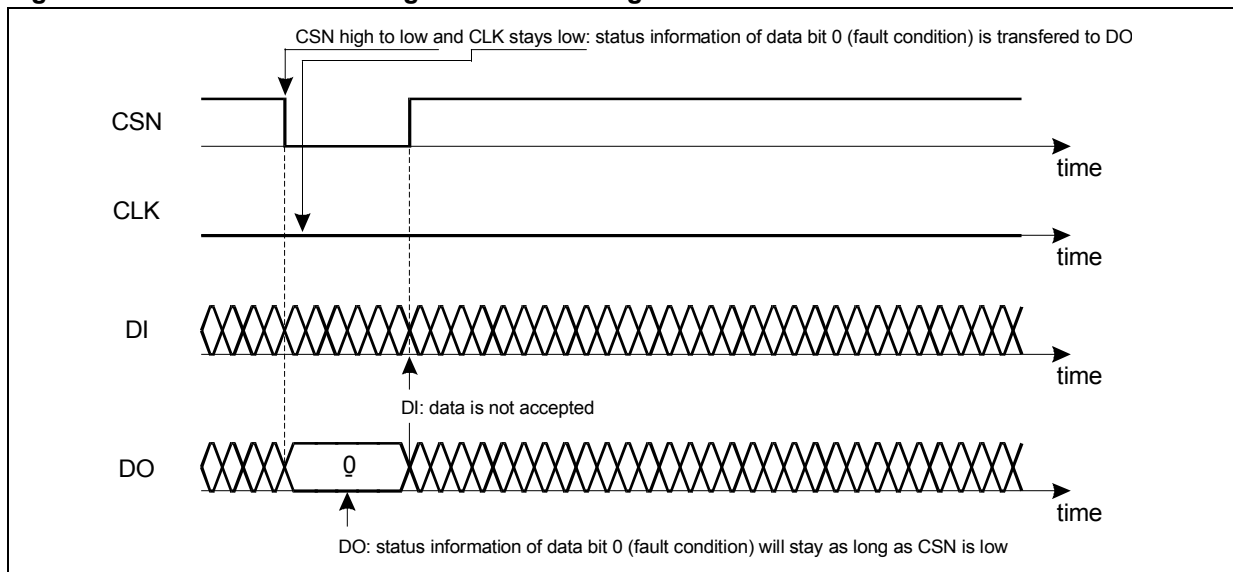 CSN high to low and CLK stays low: status information of data bit 0 (fault condition) is transfered to DO
CSN
time
CLK
time
DI
time
DI: data is not accepted
DO
0
time
DO: status information of data bit 0 (fault condition) will stay as long as CSN is low